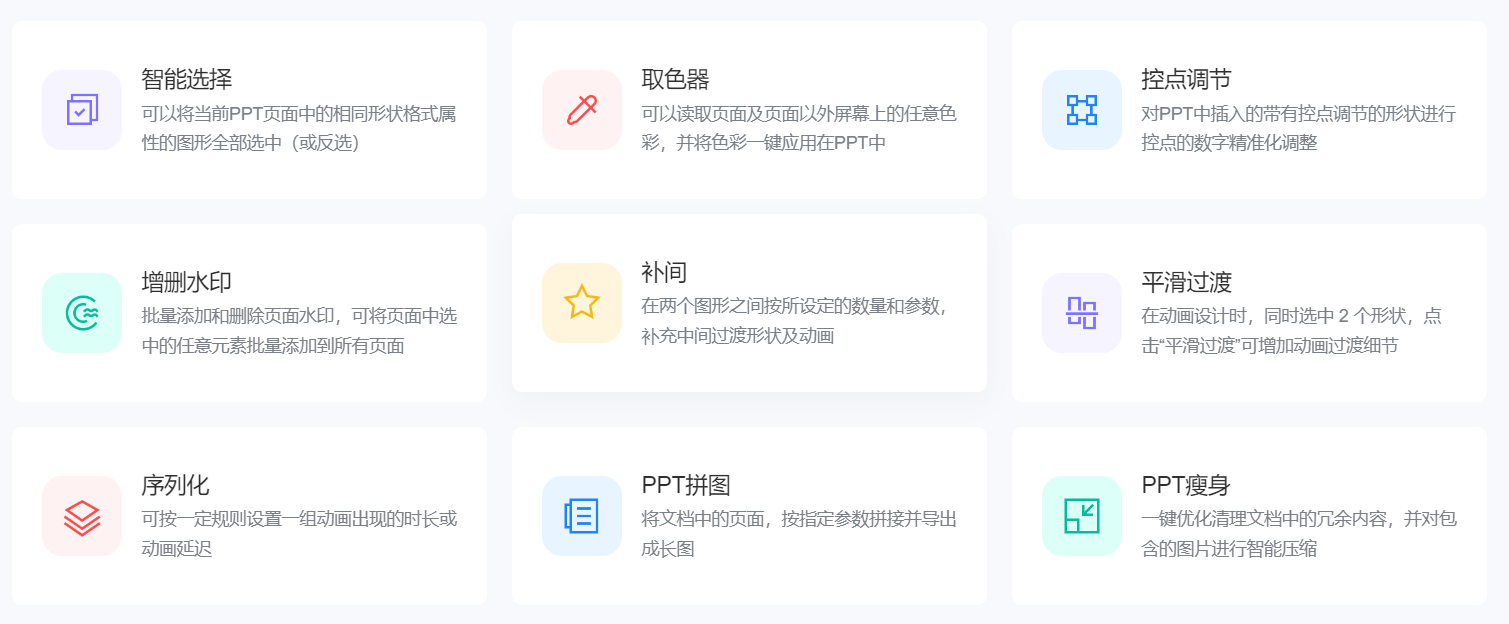 智能选择
可以将当前PPT页面中的相同形状格式属
性的图形全部选中（或反选）
取色器
可以读取页面及页面以外屏幕上的任意色
彩，并将色彩一键应用在PPT中
控点调节
对PPT中插入的带有控点调节的形状进行
控点的数字精准化调整
增删水印
批量添加和删除页面水印，可将页面中选
中的任意元素批量添加到所有页面
补间
在两个图形之间按所设定的数量和参数，
补充中间过渡形状及动画
平滑过渡
在动画设计时，同时选中 2 个形状，点
击“平滑过渡”可增加动画过渡细节
序列化
可按一定规则设置一组动画出现的时长或
动画延迟
PPT拼图
将文档中的页面，按指定参数拼接并导出
成长图
PPT瘦身
一键优化清理文档中的冗余内容，并对包
含的图片进行智能压缩